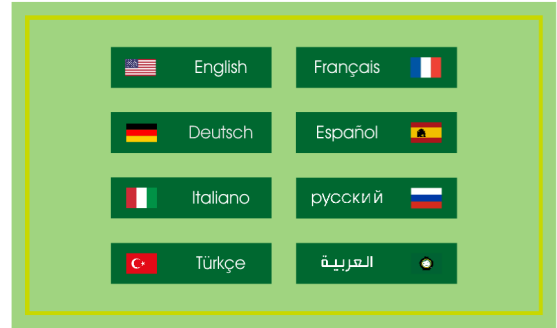 English
Français
Deutsch
Español
Italiano
русский
Türkçe
العربية